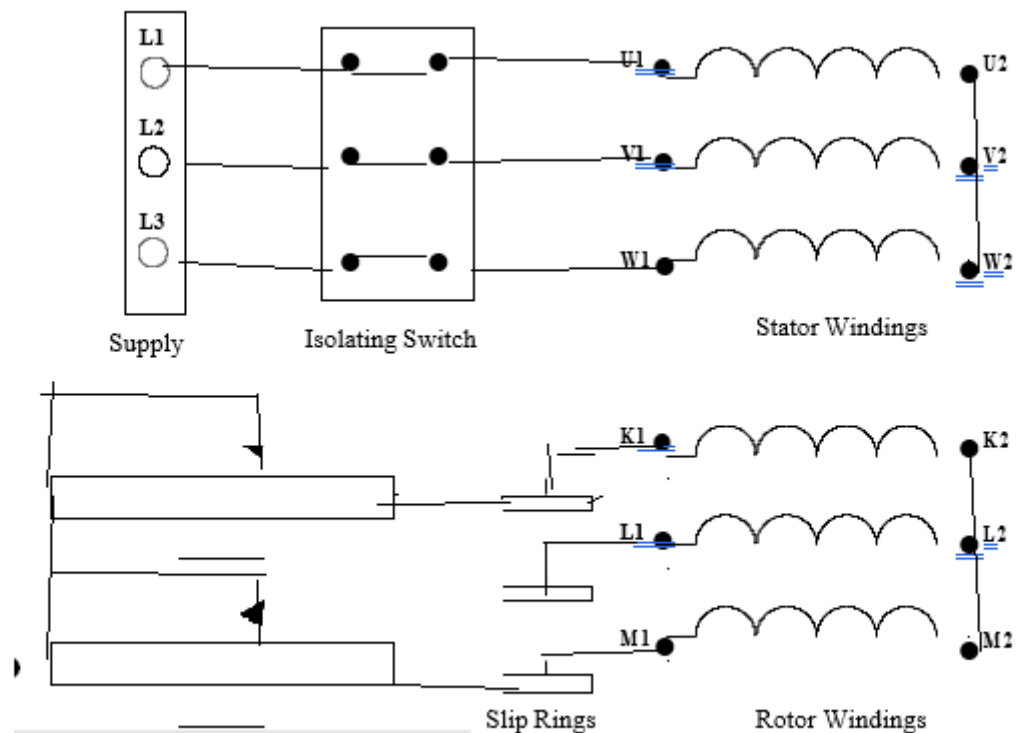 L1
U1
U2
L2
V1
V2
L3
W1
W2
Supply
Isolating Switch
Stator Windings
K1
K2
L1
L2
M1
M2
Slip Rings
Rotor Windings